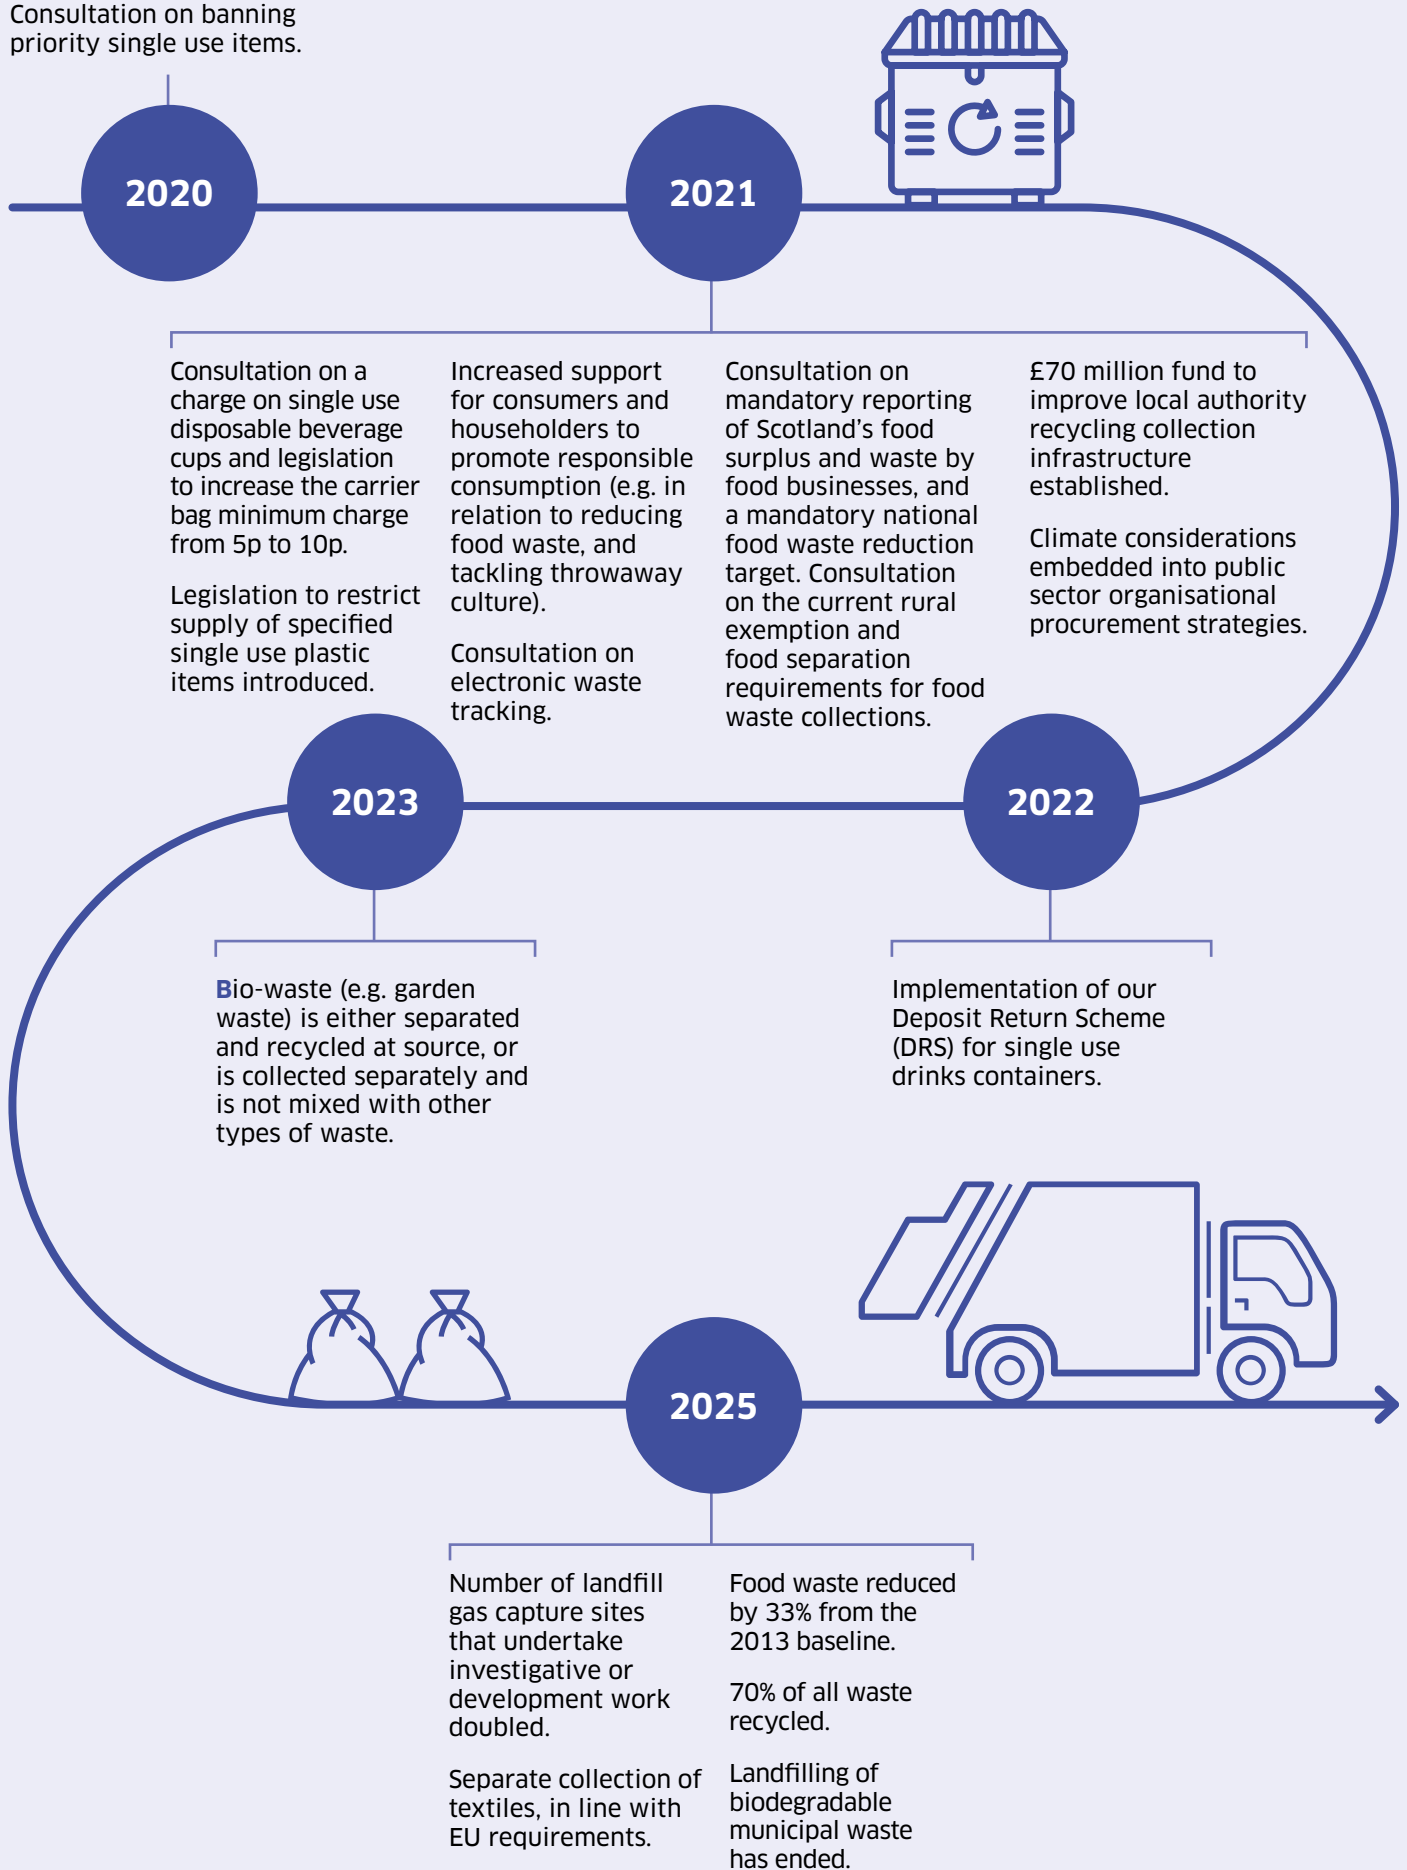 Consultation on banning
priority single use items.
2020
2021
Consultation on a
charge on single use
disposable beverage
cups and legislation
to increase the carrier
bag minimum charge
from 5p to 10p.
Legislation to restrict
supply of specified
single use plastic
items introduced.
Increased support
for consumers and
householders to
promote responsible
consumption (e.g. in
relation to reducing
food waste, and
tackling throwaway
culture).
Consultation on
electronic waste
tracking.
Consultation on
mandatory reporting
of Scotland's food
surplus and waste by
food businesses, and
a mandatory national
food waste reduction
target. Consultation
on the current rural
exemption and
food separation
requirements for food
waste collections.
£70 million fund to
improve local authority
recycling collection
infrastructure
established.
Climate considerations
embedded into public
sector organisational
procurement strategies.
2022
Implementation of our
Deposit Return Scheme
(DRS) for single use
drinks containers.
2023
Bio-waste (e.g. garden
waste) is either separated
and recycled at source, or
is collected separately and
is not mixed with other
types of waste.
2025
Number of landfill
gas capture sites
that undertake
investigative or
development work
doubled.
Separate collection of
textiles, in line with
EU requirements.
Food waste reduced
by 33% from the
2013 baseline.
70% of all waste
recycled.
Landfilling of
biodegradable
municipal waste
has ended.